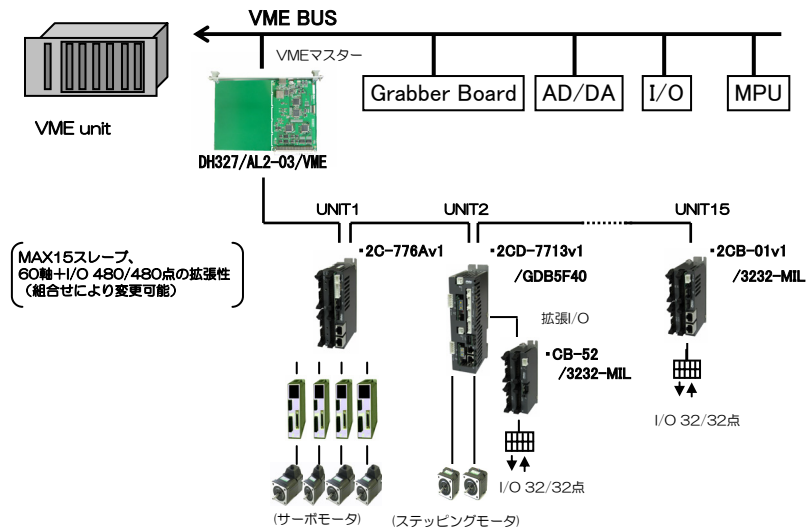 VME BUS
VMEマスター
Grabber Board
AD/DA
I/O
MPU
VME unit
DH327/AL2-03/VME
UNIT1
UNIT2
UNIT15
・2C-776Av1
・2CD-7713v1
/GDB5F40
・2CB-01v1
/3232-MIL
MAX15スレーブ、
60軸+I/O 480/480点の拡張性
（組合せにより変更可能）
拡張I/O
・CB-52
/3232-MIL
I/O 32/32点
I/O 32/32点
(サーボモータ)
(ステッピングモータ)